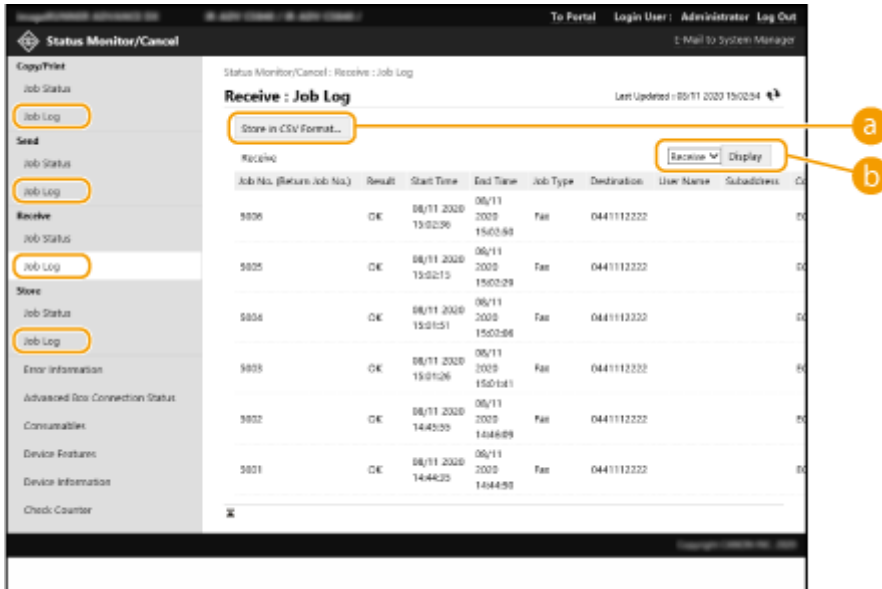 To Portal Login User : Administrator Log Out
Status Monitor/Cancel
E-Mail to System Manager
Copy/Print
Job Status
Job Log
Send
Job Status
Job Log
Receive
Job Status
Job Log
Store
Job Status
Job Log
Error Information
Advanced Box Connection Status
Consumables
Device Features
Device Information
Check Counter
Status Monitor/Cancel : Receive : Job Log
Receive : Job Log
Last Updated : 08/11 2020 15:02:54
Store in CSV Format...
a
Receive
Receive Display
b
Job No. (Return Job No.) Result Start Time End Time Job Type Destination User Name Subaddress
5006 OK 08/11 2020 15:02:36 08/11 2020 15:02:50 Fax 0441112222
5005 OK 08/11 2020 15:02:15 08/11 2020 15:02:29 Fax 0441112222
5004 OK 08/11 2020 15:01:51 08/11 2020 15:02:06 Fax 0441112222
5003 OK 08/11 2020 15:01:26 08/11 2020 15:01:41 Fax 0441112222
5002 OK 08/11 2020 14:45:55 08/11 2020 14:46:09 Fax 0441112222
5001 OK 08/11 2020 14:44:35 08/11 2020 14:44:50 Fax 0441112222